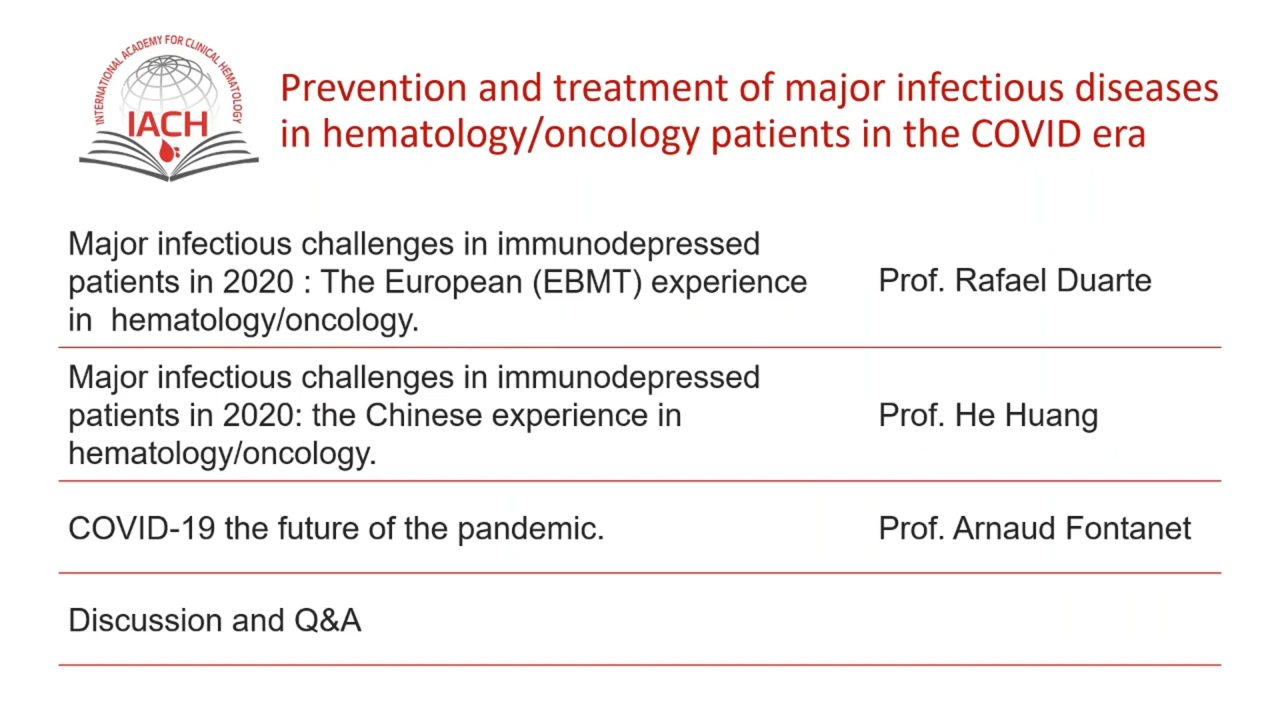 INTERNATIONAL ACADEMY FOR CLINICAL HEMATOLOGY
IACH
Prevention and treatment of major infectious diseases
in hematology/oncology patients in the COVID era
Major infectious challenges in immunodepressed
patients in 2020 : The European (EBMT) experience
in  hematology/oncology.
Prof. Rafael Duarte
Major infectious challenges in immunodepressed
patients in 2020: the Chinese experience in
hematology/oncology.
Prof. He Huang
COVID-19 the future of the pandemic.
Prof. Arnaud Fontanet
Discussion and Q&A